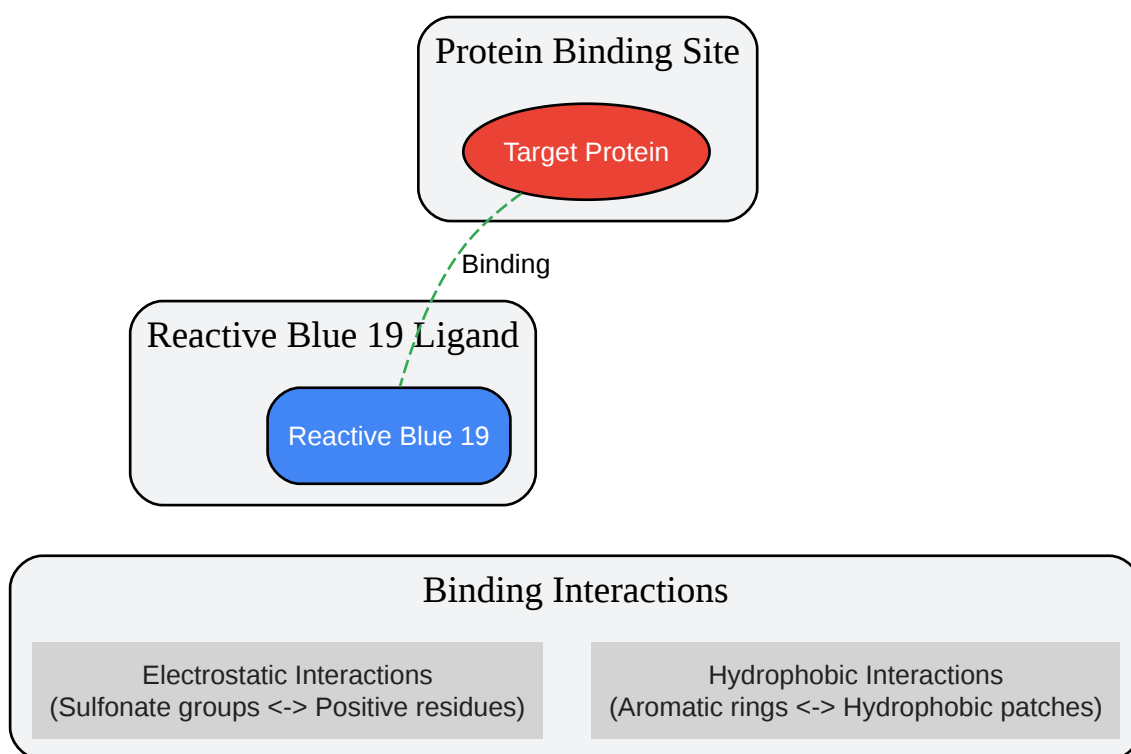 Protein Binding Site
Target Protein
Binding
Reactive Blue 19 Ligand
Reactive Blue 19
Binding Interactions
Electrostatic Interactions
(Sulfonate groups <-> Positive residues)
Hydrophobic Interactions
(Aromatic rings <-> Hydrophobic patches)